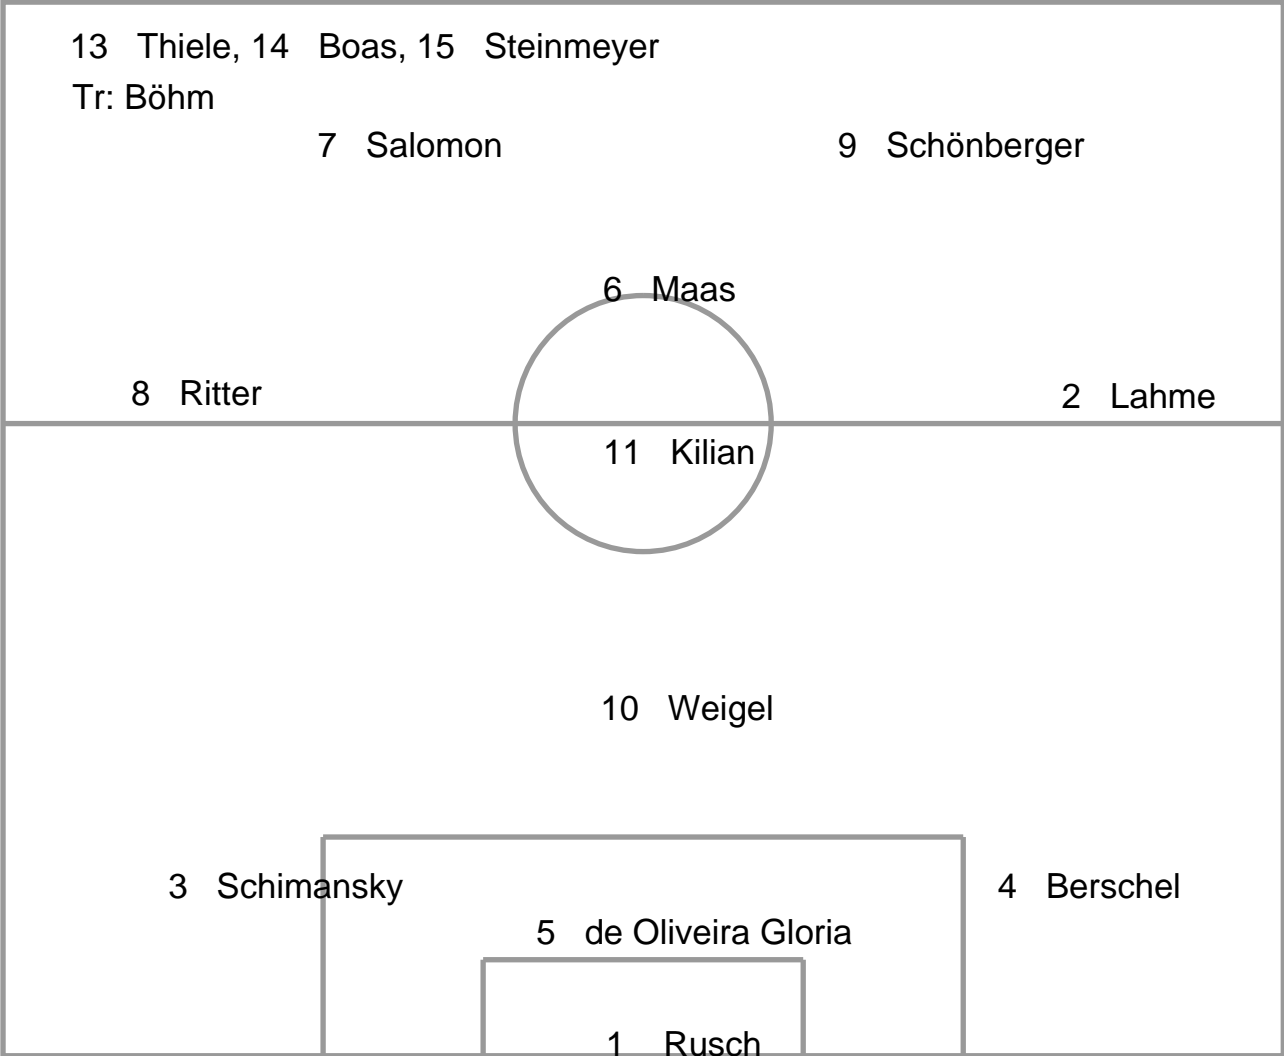 13 Thiele, 14 Boas, 15 Steinmeyer
Tr: Böhm
7 Salomon
9 Schönberger
6 Maas
8 Ritter
2 Lahme
11 Kilian
10 Weigel
3 Schimansky
4 Berschel
5 de Oliveira Gloria
1 Rusch